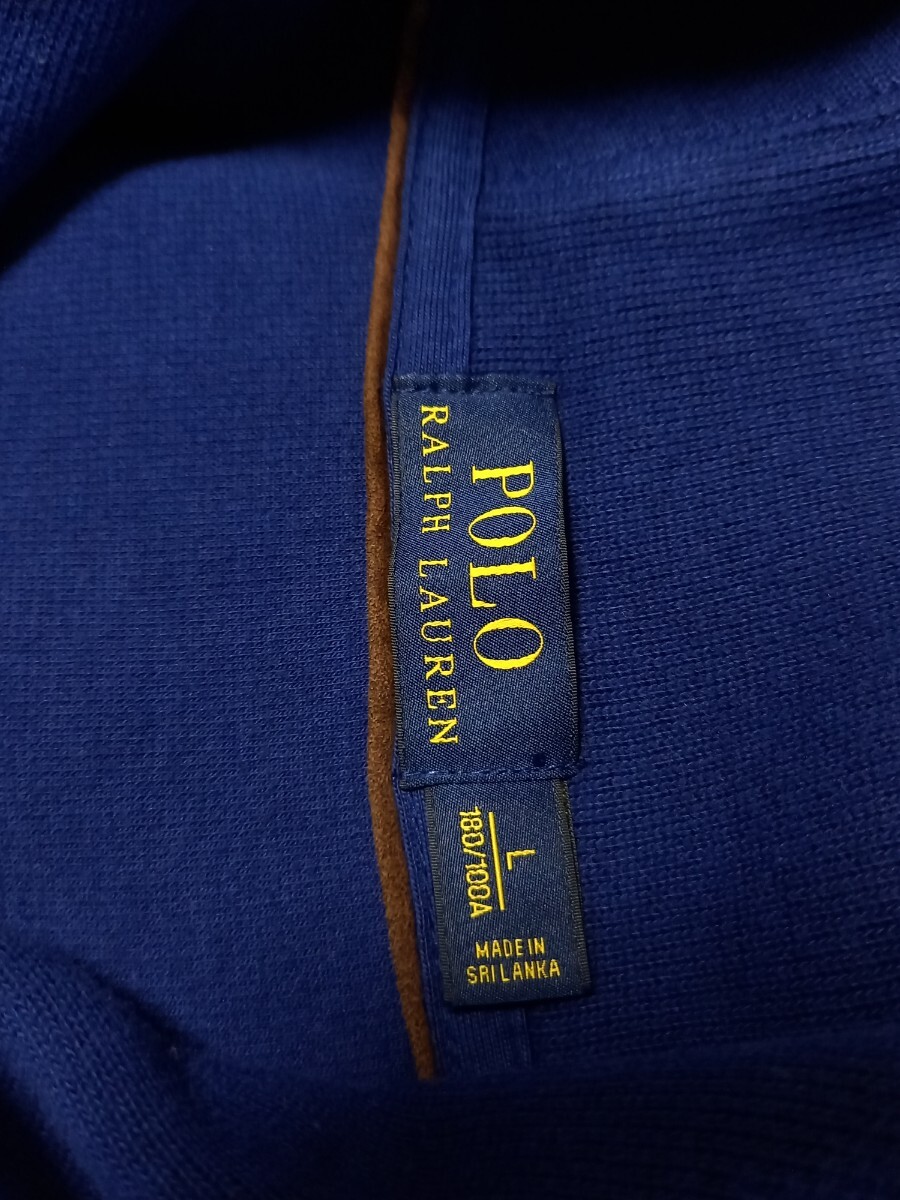 POLO
RALPH LAUREN
L
180/100A
MADE IN
SRI LANKA